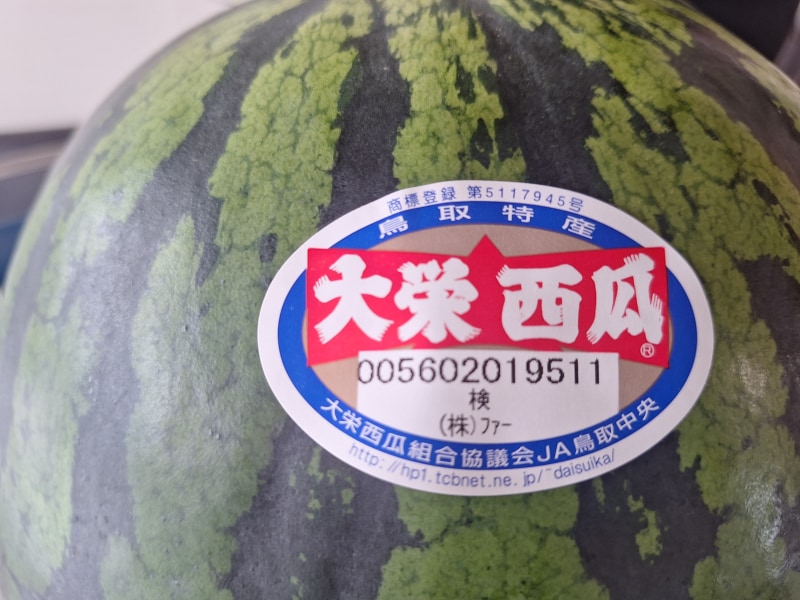 商標登録 第5117945号
鳥取特産
大栄西瓜
®
005602019511
検
(株)ファー
大栄西瓜組合協議会JA鳥取中央
http://hp1.tcbnet.ne.jp/~daisuika/